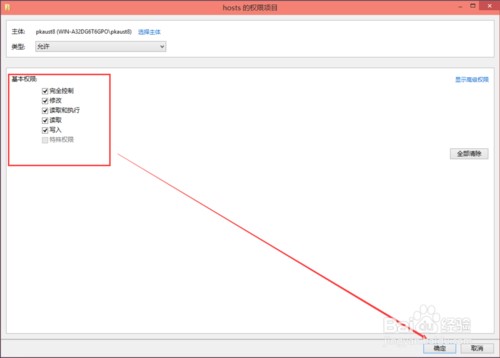 hosts 的权限项目
主体: pkaust8 (WIN-A32DG6T6GPO\pkaust8) 选择主体
类型: 允许
基本权限: 显示高级权限
完全控制
修改
读取和执行
读取
写入
特殊权限
全部清除
Baidu 经验
确定 取消